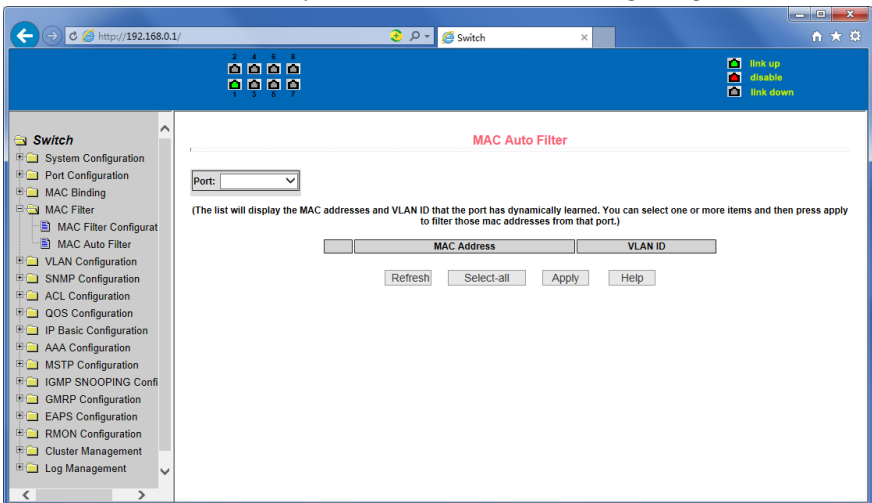 http://192.168.0.1/
Switch
2 4 6 8
1 3 5 7
link up
disable
link down
Switch
System Configuration
Port Configuration
MAC Binding
MAC Filter
MAC Filter Configurat
MAC Auto Filter
VLAN Configuration
SNMP Configuration
ACL Configuration
QOS Configuration
IP Basic Configuration
AAA Configuration
MSTP Configuration
IGMP SNOOPING Confi
GMRP Configuration
EAPS Configuration
RMON Configuration
Cluster Management
Log Management
MAC Auto Filter
Port:
(The list will display the MAC addresses and VLAN ID that the port has dynamically learned. You can select one or more items and then press apply
to filter those mac addresses from that port.)
MAC Address VLAN ID
Refresh Select-all Apply Help